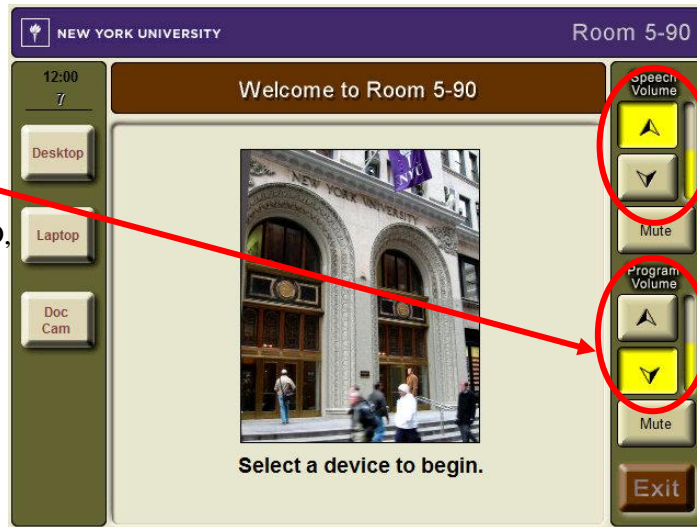 NEW YORK UNIVERSITY
Room 5-90
12:00
7
Welcome to Room 5-90
Desktop
Laptop
Doc
Cam
NYU
NEW YORK UNIVERSITY
Select a device to begin.
Speech
Volume
Mute
Program
Volume
Mute
Exit